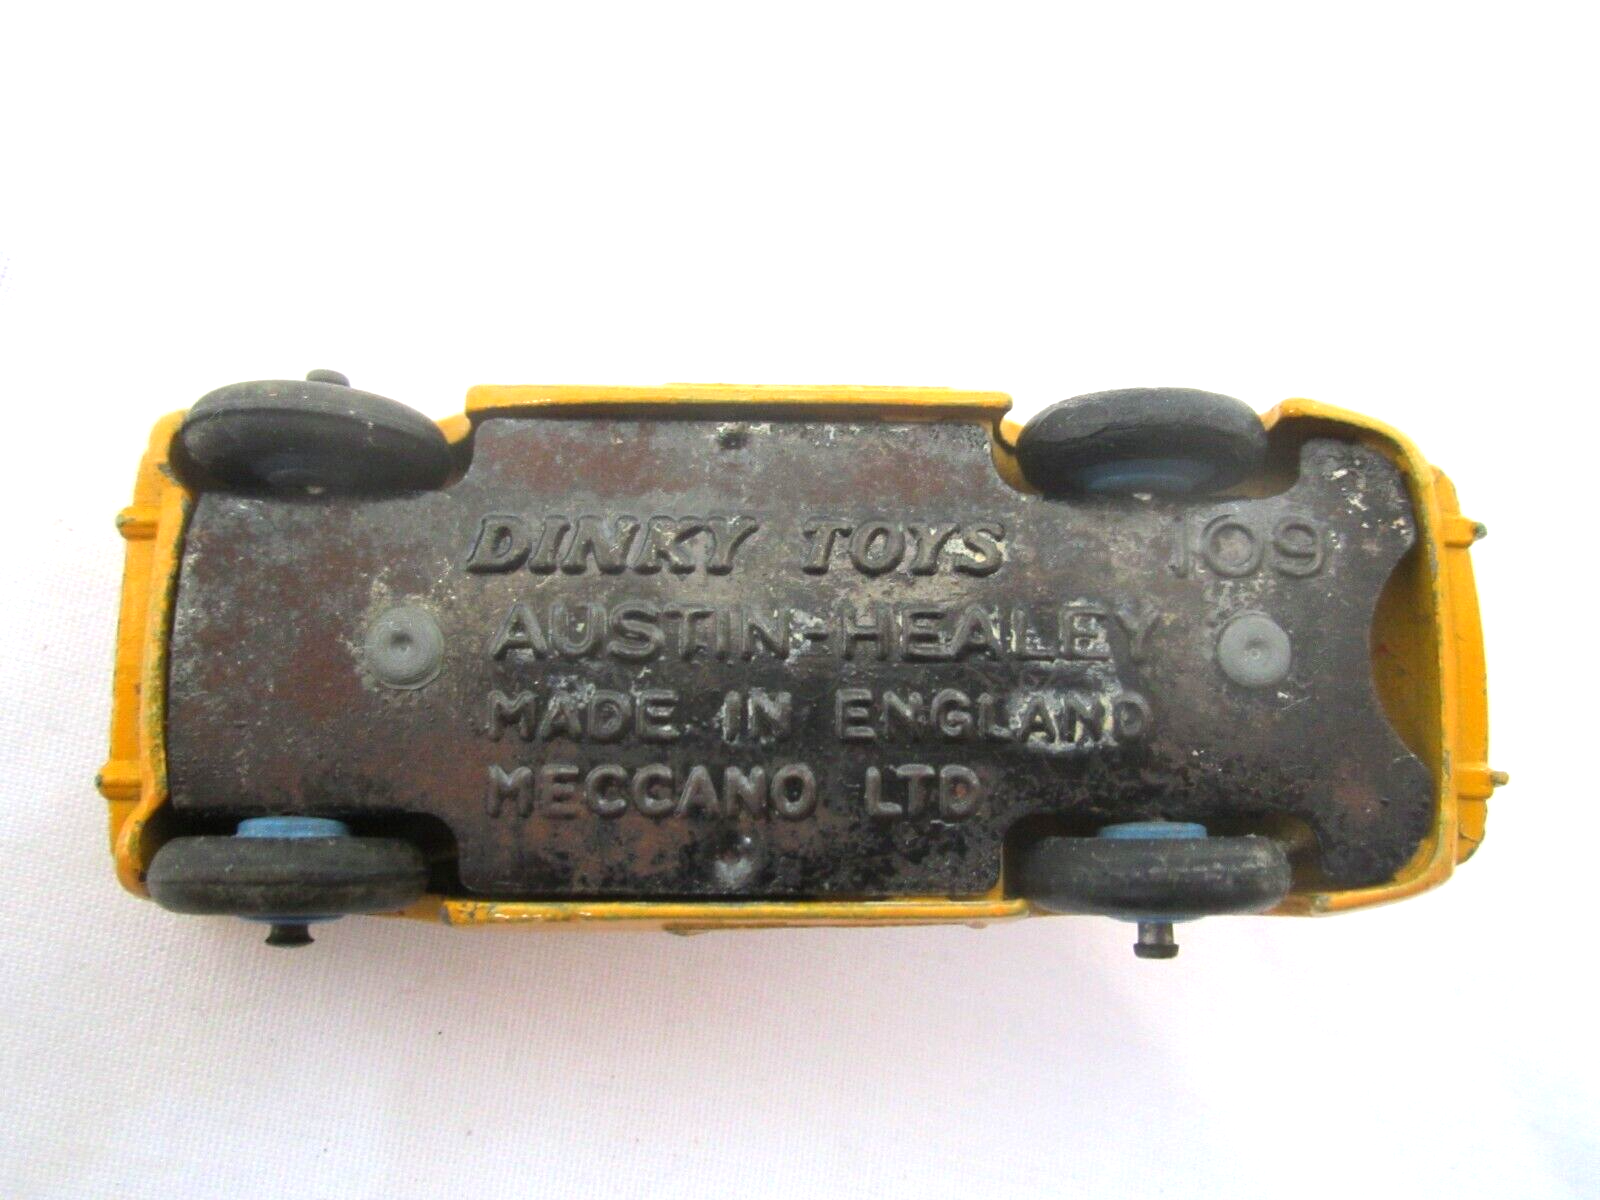 DINKY TOYS 109
AUSTIN-HEALEY
MADE IN ENGLAND
MECCANO LTD